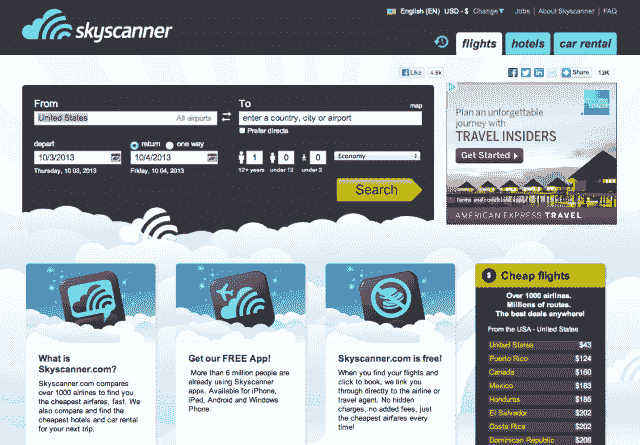 skyscanner
English (EN) USD - $ Change ▼ Jobs | About Skyscanner | FAQ
flights hotels car rental
Like 4.6k
Share 13K
From
United States All airports
To map
enter a country, city or airport
Prefer directs
depart return one way
10/3/2013 10/4/2013
Thursday, 10 03, 2013 Friday, 10 04, 2013
1 0 0 Economy
12+ years under 12 under 2
Search
Plan an unforgettable
journey with
TRAVEL INSIDERS
Get Started
Terms and conditions apply
AMERICAN EXPRESS TRAVEL
What is
Skyscanner.com?
Skyscanner.com compares
over 1000 airlines to find you
the cheapest airfares, fast. We
also compare and find the
cheapest hotels and car rental
for your next trip.
Get our FREE App!
More than 6 million people are
already using Skyscanner
apps. Available for iPhone,
iPad, Android and Windows
Phone.
Skyscanner.com is free!
When you find your flights and
click to book, we link you
through directly to the airline or
travel agent. No hidden
charges, no added fees, just
the cheapest airfares every
time!
$ Cheap flights
Over 1000 airlines.
Millions of routes.
The best deals anywhere!
From the USA - United States
United States $43
Puerto Rico $124
Canada $160
Mexico $183
Honduras $186
El Salvador $202
Costa Rica $202
Dominican Republic $208